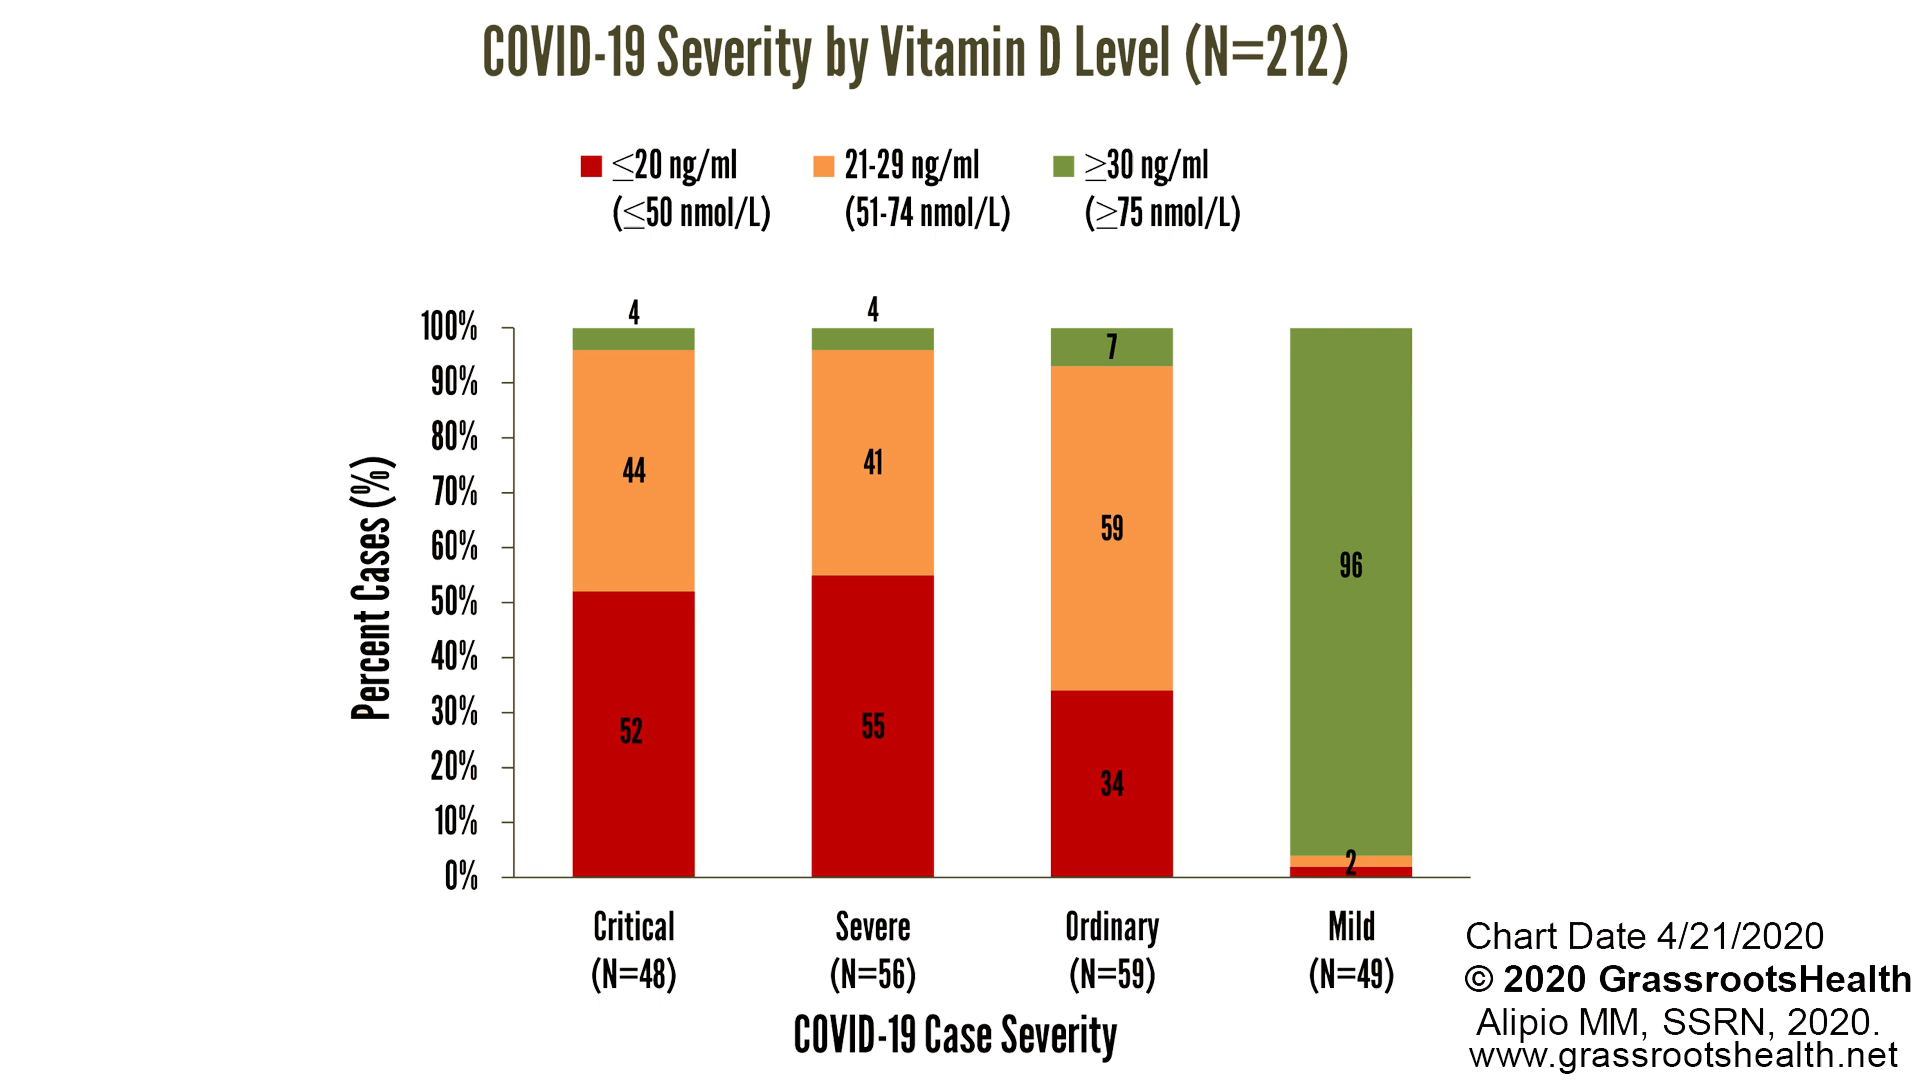 COVID-19 Severity by Vitamin D Level (N=212)
≤20 ng/ml
(≤50 nmol/L)
21-29 ng/ml
(51-74 nmol/L)
≥30 ng/ml
(≥75 nmol/L)
Percent Cases (%)
100%
90%
80%
70%
60%
50%
40%
30%
20%
10%
0%
4
44
52
4
41
55
7
59
34
96
2
Critical
(N=48)
Severe
(N=56)
Ordinary
(N=59)
Mild
(N=49)
COVID-19 Case Severity
Chart Date 4/21/2020
© 2020 GrassrootsHealth
Alipio MM, SSRN, 2020.
www.grassrootshealth.net